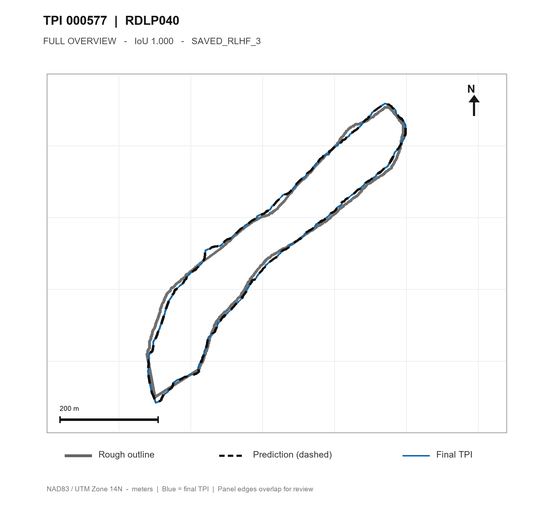 TPI 000577 | RDLP040
FULL OVERVIEW - IoU 1.000 - SAVED_RLHF_3
N
200 m
Rough outline
Prediction (dashed)
Final TPI
NAD83 / UTM Zone 14N - meters | Blue = final TPI | Panel edges overlap for review